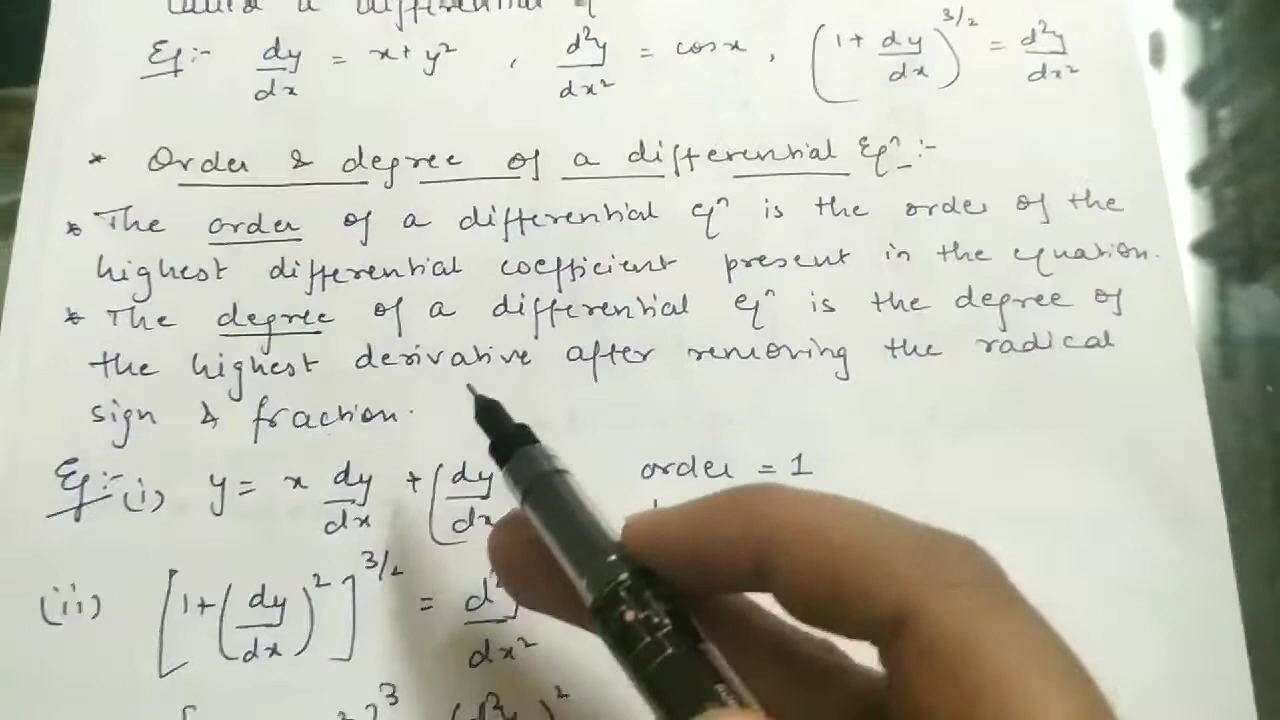 a differential
Eg:- dy/dx = x + y² , d²y/dx² = cos x , (1 + dy/dx)^3/2 = d²y/dx²
* Order & degree of a differential Eqⁿ:-
* The order of a differential eqⁿ is the order of the
highest differential coefficient present in the equation.
* The degree of a differential eqⁿ is the degree of
the highest derivative after removing the radical
sign & fraction.
Eg:- (i) y = x dy/dx + (dy/dx order = 1
(ii) [1 + (dy/dx)²]^3/2 = d²y/dx²